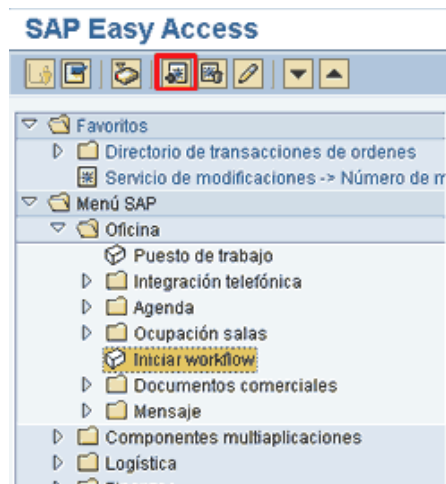 SAP Easy Access
Favoritos
Directorio de transacciones de ordenes
Servicio de modificaciones -> Número de m
Menú SAP
Oficina
Puesto de trabajo
Integración telefónica
Agenda
Ocupación salas
Iniciar workflow
Documentos comerciales
Mensaje
Componentes multiaplicaciones
Logística